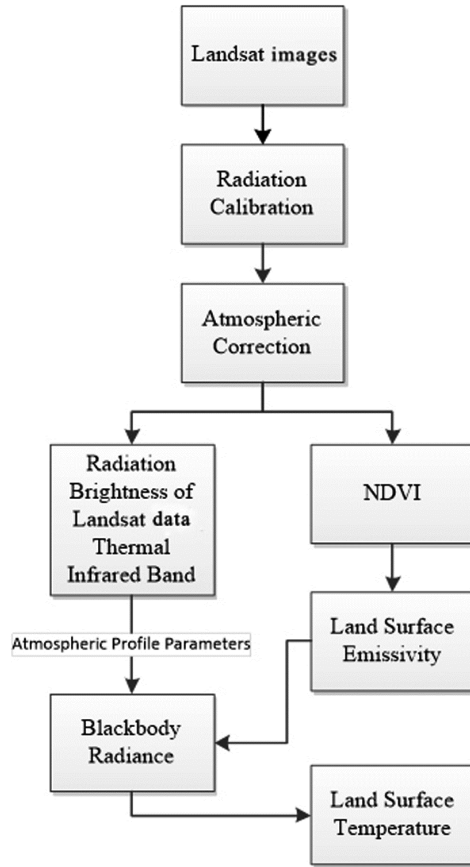 Landsat images
Radiation
Calibration
Atmospheric
Correction
Radiation
Brightness of
Landsat data
Thermal
Infrared Band
NDVI
Atmospheric Profile Parameters
Land Surface
Emissivity
Blackbody
Radiance
Land Surface
Temperature